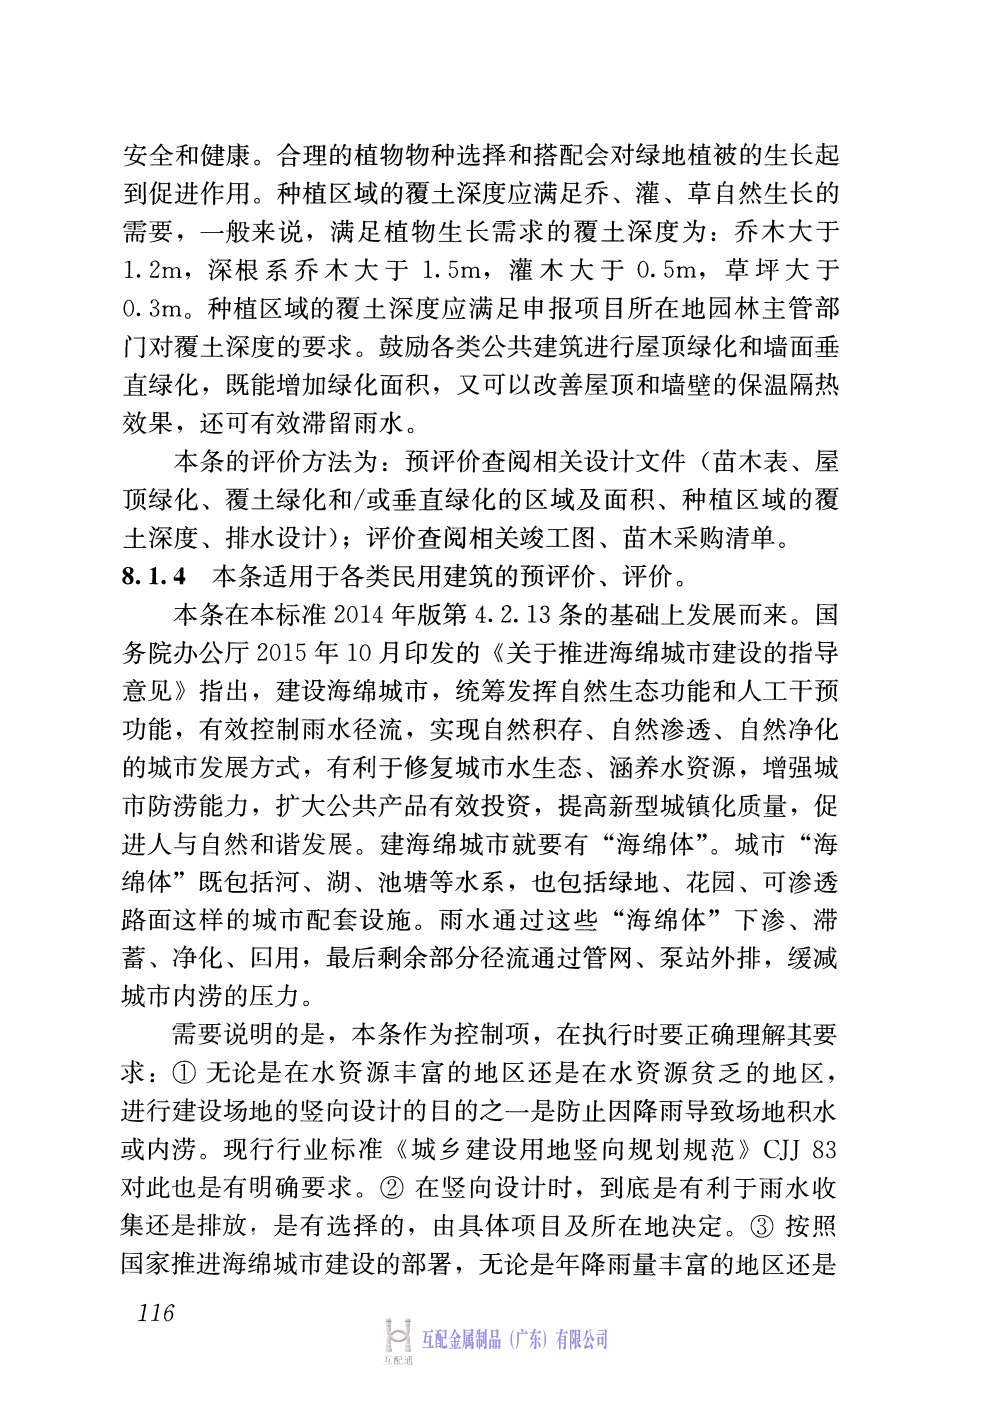 安全和健康。合理的植物物种选择和搭配会对绿地植被的生长起
到促进作用。种植区域的覆土深度应满足乔、灌、草自然生长的
需要，一般来说，满足植物生长需求的覆土深度为：乔木大于
1.2m，深根系乔木大于 1.5m，灌木大于 0.5m，草坪大于
0.3m。种植区域的覆土深度应满足申报项目所在地园林主管部
门对覆土深度的要求。鼓励各类公共建筑进行屋顶绿化和墙面垂
直绿化，既能增加绿化面积，又可以改善屋顶和墙壁的保温隔热
效果，还可有效滞留雨水。
本条的评价方法为：预评价查阅相关设计文件（苗木表、屋
顶绿化、覆土绿化和/或垂直绿化的区域及面积、种植区域的覆
土深度、排水设计）；评价查阅相关竣工图、苗木采购清单。
8.1.4 本条适用于各类民用建筑的预评价、评价。
本条在本标准 2014 年版第 4.2.13 条的基础上发展而来。国
务院办公厅 2015 年 10 月印发的《关于推进海绵城市建设的指导
意见》指出，建设海绵城市，统筹发挥自然生态功能和人工干预
功能，有效控制雨水径流，实现自然积存、自然渗透、自然净化
的城市发展方式，有利于修复城市水生态、涵养水资源，增强城
市防涝能力，扩大公共产品有效投资，提高新型城镇化质量，促
进人与自然和谐发展。建海绵城市就要有“海绵体”。城市“海
绵体”既包括河、湖、池塘等水系，也包括绿地、花园、可渗透
路面这样的城市配套设施。雨水通过这些“海绵体”下渗、滞
蓄、净化、回用，最后剩余部分径流通过管网、泵站外排，缓减
城市内涝的压力。
需要说明的是，本条作为控制项，在执行时要正确理解其要
求：① 无论是在水资源丰富的地区还是在水资源贫乏的地区，
进行建设场地的竖向设计的目的之一是防止因降雨导致场地积水
或内涝。现行行业标准《城乡建设用地竖向规划规范》CJJ 83
对此也是有明确要求。② 在竖向设计时，到底是有利于雨水收
集还是排放，是有选择的，由具体项目及所在地决定。③ 按照
国家推进海绵城市建设的部署，无论是年降雨量丰富的地区还是
116
互配金属制品（广东）有限公司
互配通